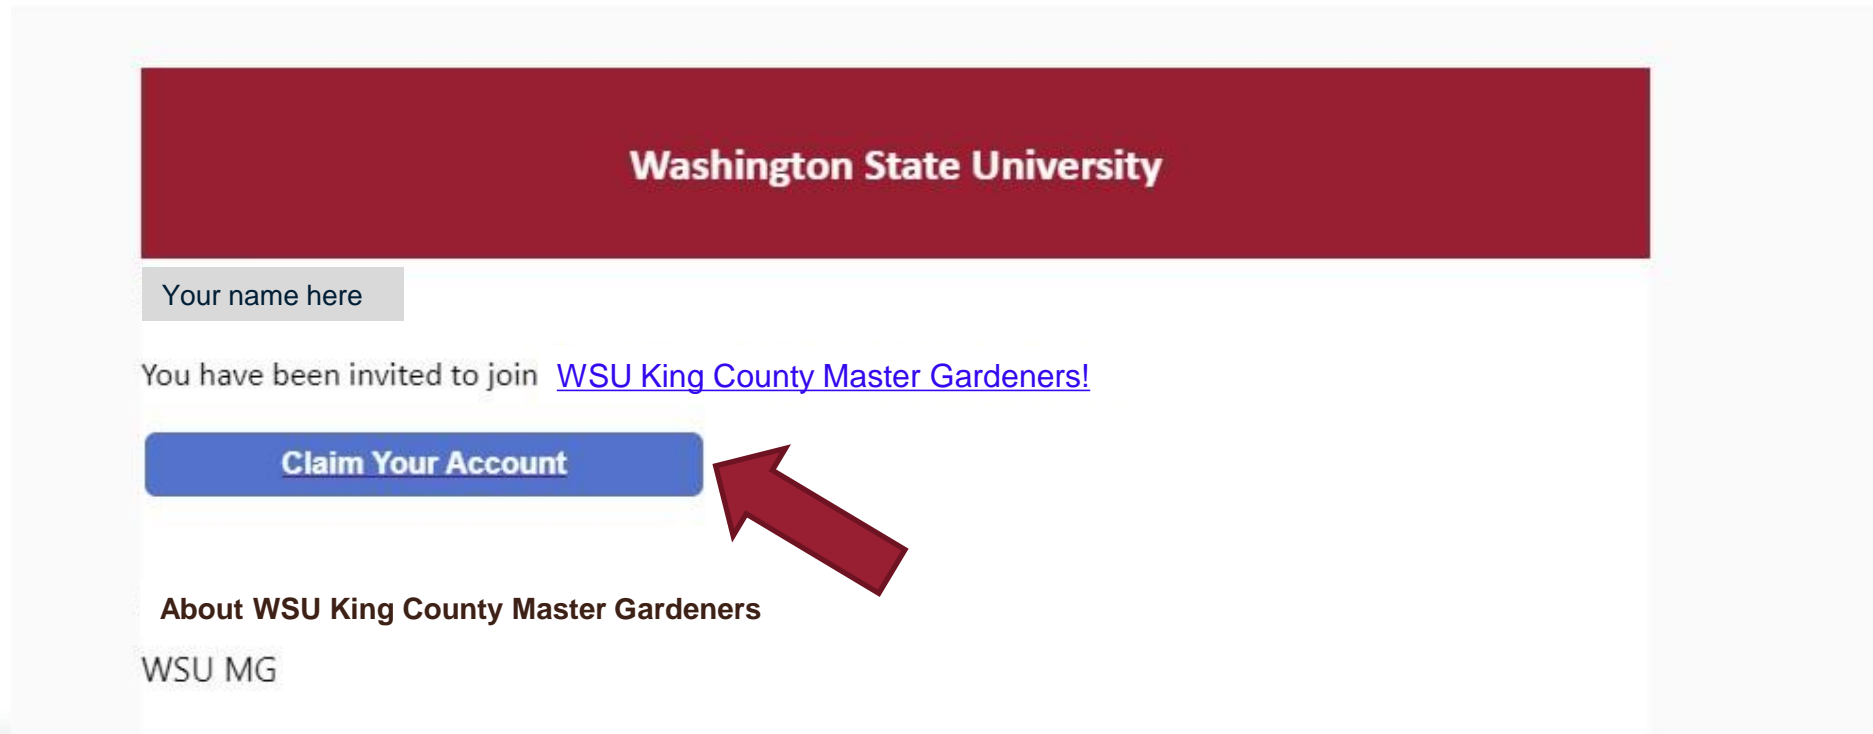 Washington State University
Your name here
You have been invited to join WSU King County Master Gardeners!
Claim Your Account
About WSU King County Master Gardeners
WSU MG